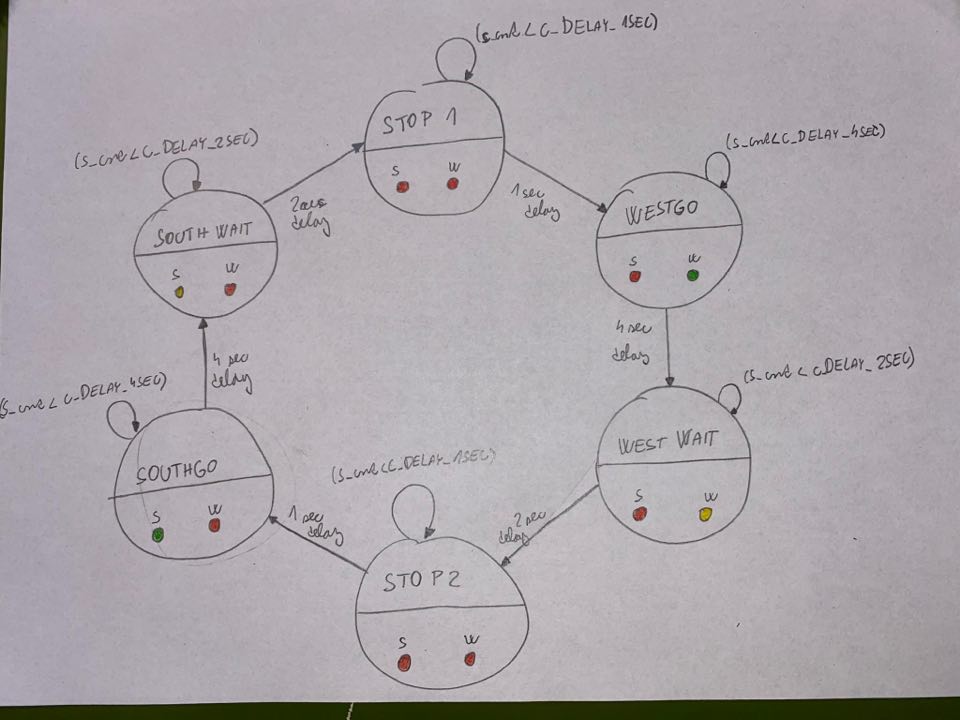 (s_cnt < C_DELAY_1SEC)
STOP 1
S W
(s_cnt < C_DELAY_2SEC)
2 sec
delay
SOUTH WAIT
S W
1 sec
delay
(s_cnt < C_DELAY_4SEC)
WESTGO
S W
4 sec
delay
4 sec
delay
(s_cnt < C_DELAY_2SEC)
WEST WAIT
S W
(s_cnt < C_DELAY_4SEC)
SOUTHGO
S W
(s_cnt < C_DELAY_1SEC)
1 sec
delay
2 sec
delay
STOP 2
S W